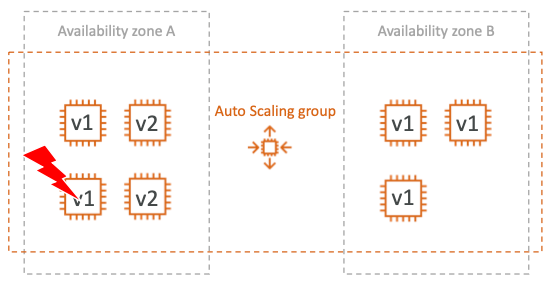 Availability zone A
Availability zone B
Auto Scaling group
v1 v2
v1 v1
v1 v2
v1